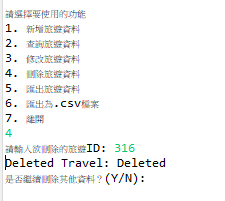 請選擇要使用的功能
1. 新增旅遊資料
2. 查詢旅遊資料
3. 修改旅遊資料
4. 刪除旅遊資料
5. 匯出旅遊資料
6. 匯出為.csv檔案
7. 離開
4
請輸入欲刪除的旅遊ID: 316
Deleted Travel: Deleted
是否繼續刪除其他資料？(Y/N):